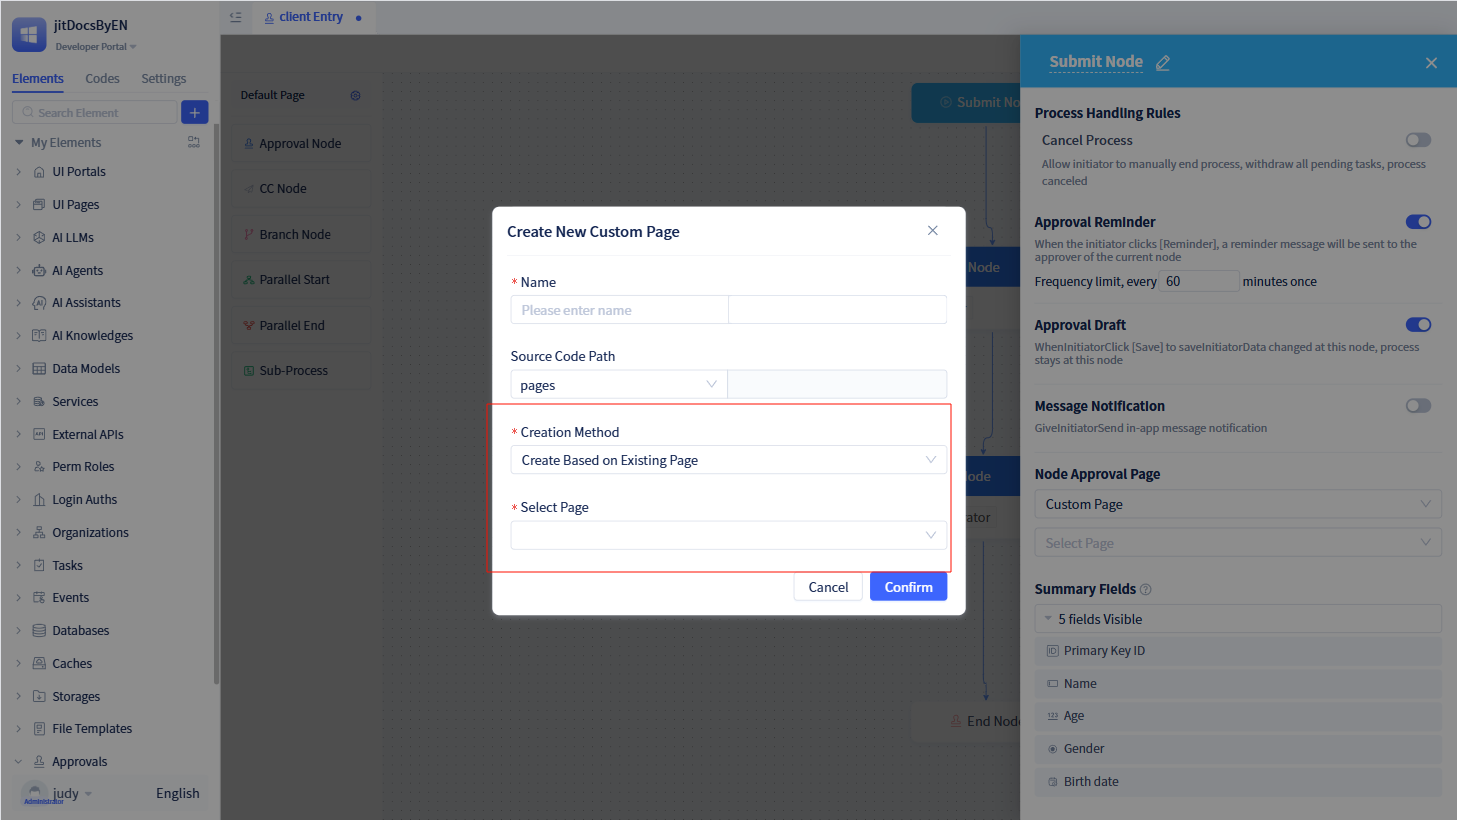 jitDocsByEN
Developer Portal
client Entry
Elements
Codes
Settings
Search Element
My Elements
UI Portals
UI Pages
AI LLMs
AI Agents
AI Assistants
AI Knowledges
Data Models
Services
External APIs
Perm Roles
Login Auths
Organizations
Tasks
Events
Databases
Caches
Storages
File Templates
Approvals
judy
Administrator
English
Default Page
Approval Node
CC Node
Branch Node
Parallel Start
Parallel End
Sub-Process
Submit No
Node
ode
ator
End Node
Create New Custom Page
* Name
Please enter name
Source Code Path
pages
* Creation Method
Create Based on Existing Page
* Select Page
Cancel
Confirm
Submit Node
Process Handling Rules
Cancel Process
Allow initiator to manually end process, withdraw all pending tasks, process
canceled
Approval Reminder
When the initiator clicks [Reminder], a reminder message will be sent to the
approver of the current node
Frequency limit, every 60 minutes once
Approval Draft
WhenInitiatorClick [Save] to saveInitiatorData changed at this node, process
stays at this node
Message Notification
GiveInitiatorSend in-app message notification
Node Approval Page
Custom Page
Select Page
Summary Fields
5 fields Visible
Primary Key ID
Name
Age
Gender
Birth date